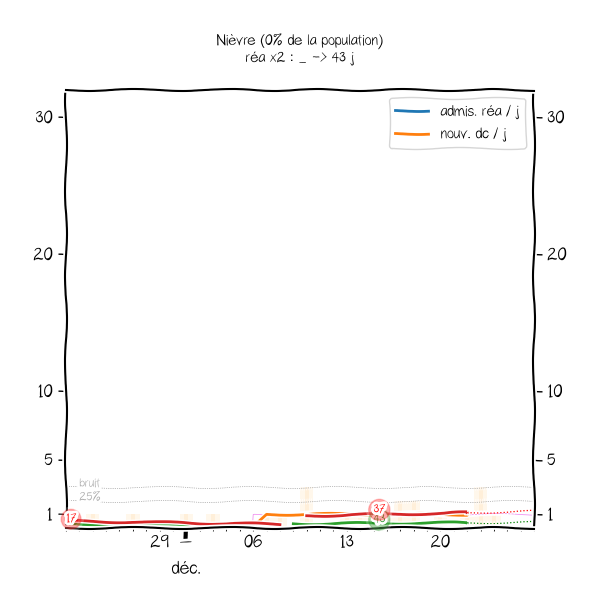 Nièvre (0% de la population)
réa x2 : _ -> 43 j
admis. réa / j
nouv. dc / j
30 30
20 20
10 10
5 5
bruit
25%
1 1
17
37
43
29 06 13 20
déc.